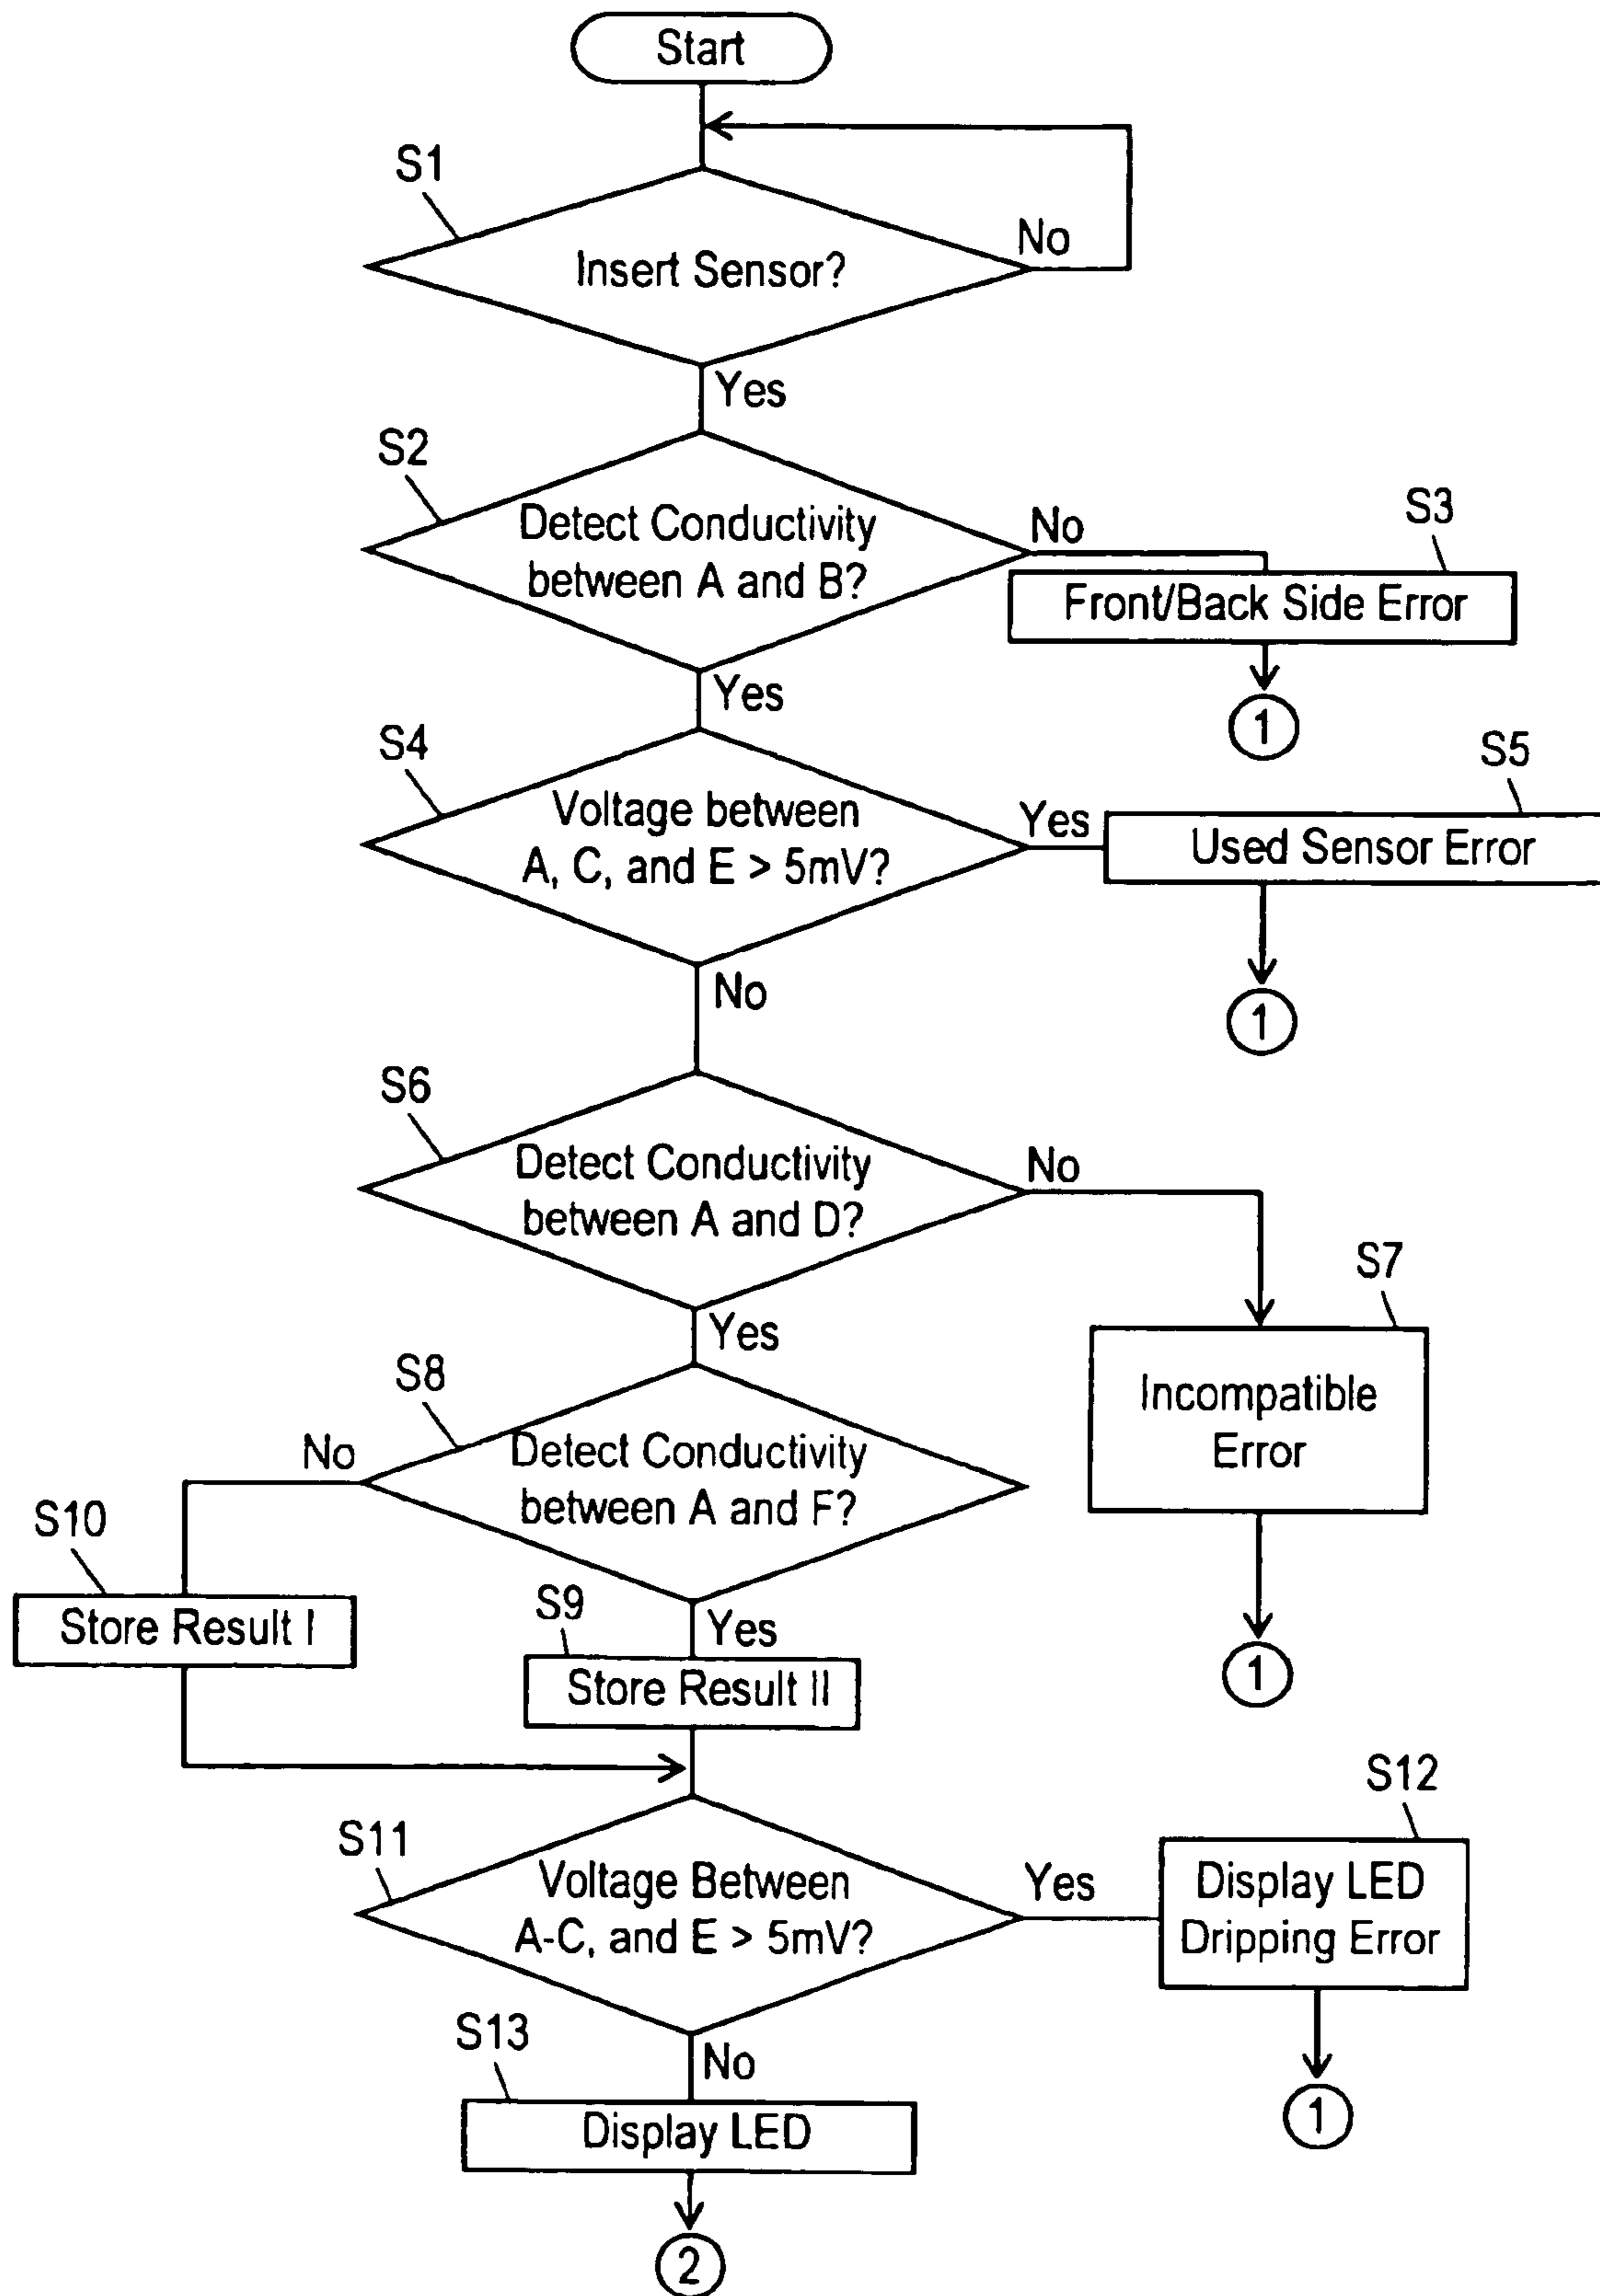 Start
S1
Insert Sensor?
No
Yes
S2
Detect Conductivity
between A and B?
No
S3
Front/Back Side Error
1
Yes
S4
Voltage between
A, C, and E > 5mV?
Yes
S5
Used Sensor Error
1
No
S6
Detect Conductivity
between A and D?
No
S7
Incompatible
Error
1
Yes
S8
Detect Conductivity
between A and F?
No
S10
Store Result I
Yes
S9
Store Result II
S11
Voltage Between
A-C, and E > 5mV?
Yes
S12
Display LED
Dripping Error
1
No
S13
Display LED
2